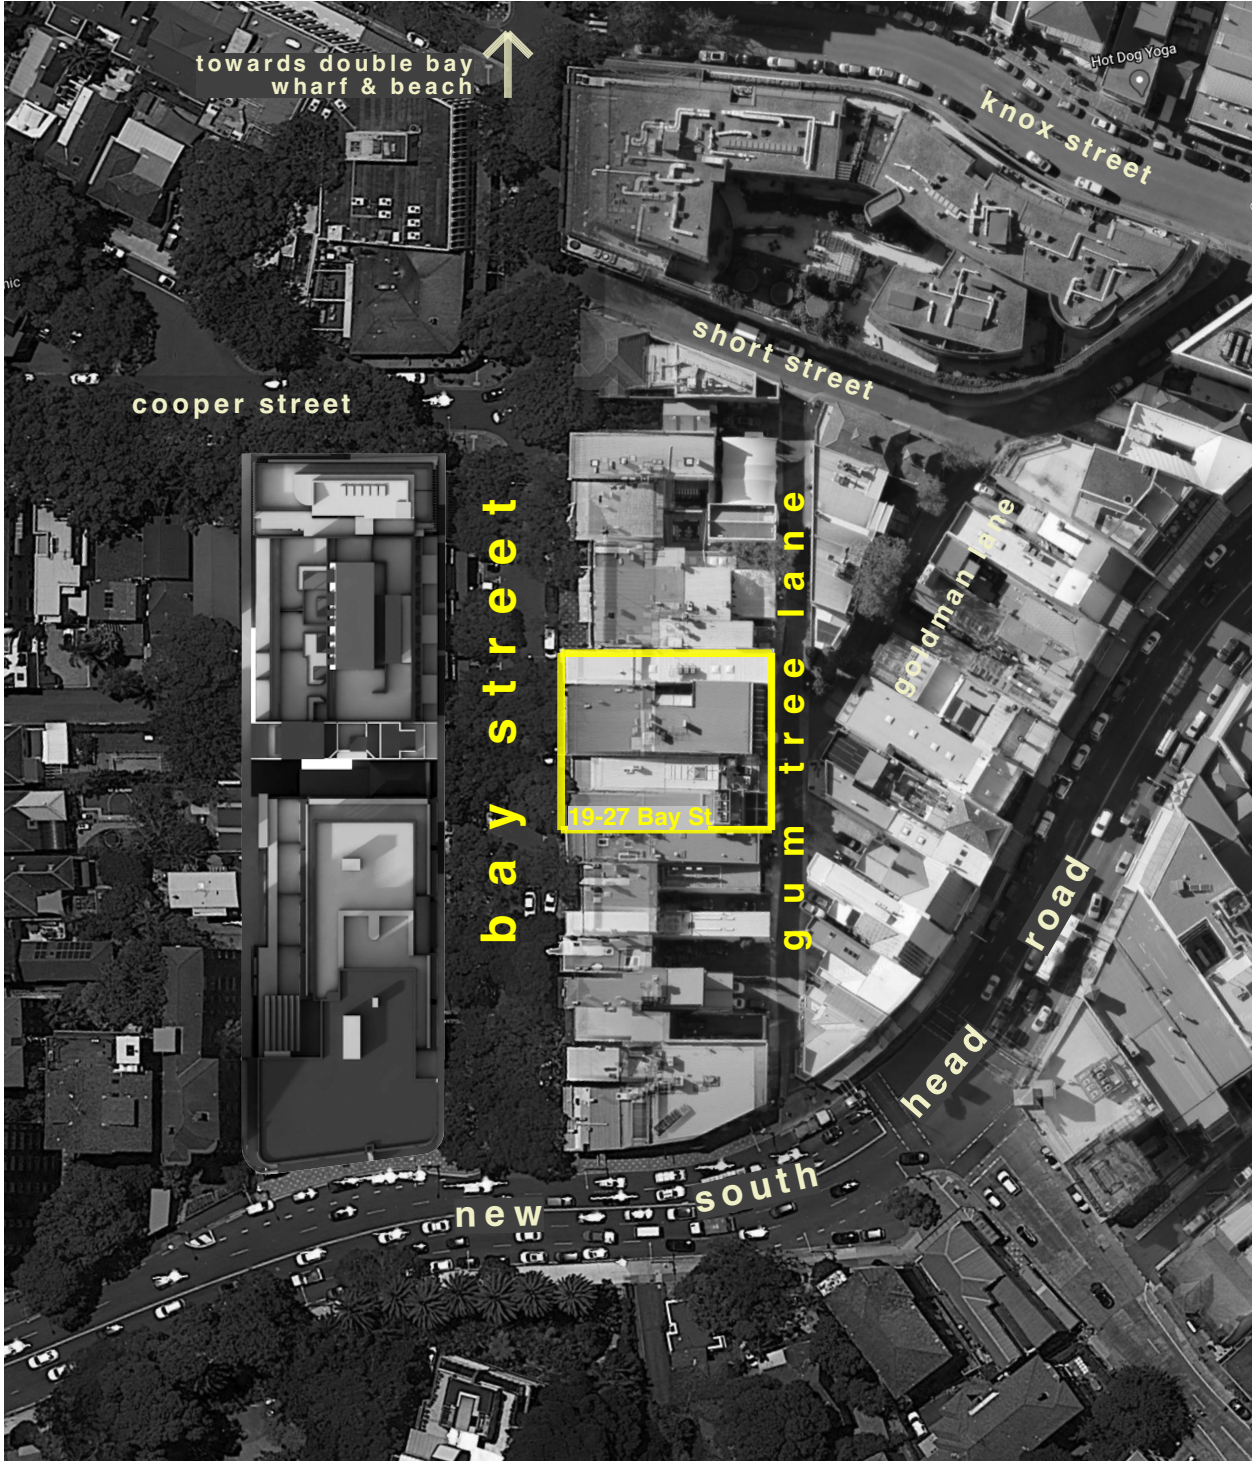 towards double bay
wharf & beach
Hot Dog Yoga
knox street
nic
short street
cooper street
bay street
gum tree lane
goldman lane
19-27 Bay St
new south head road